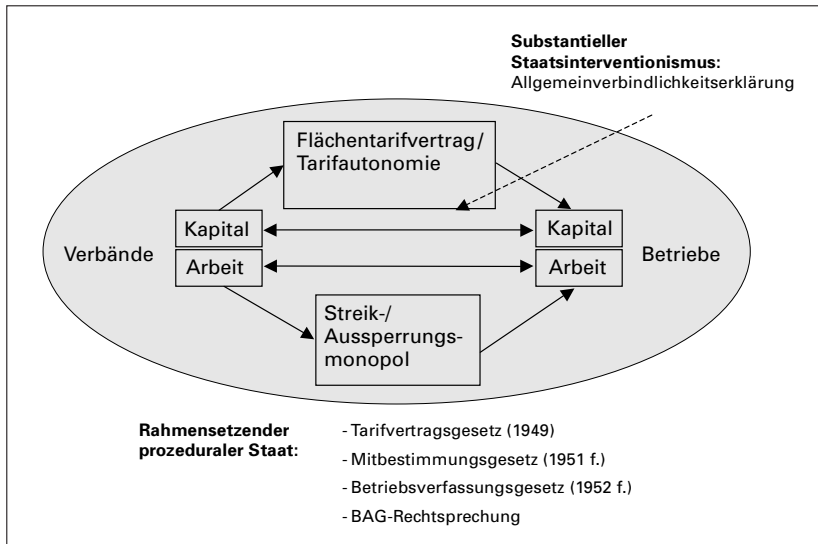 Substantieller
Staatsinterventionismus:
Allgemeinverbindlichkeitserklärung
Flächentarifvertrag/
Tarifautonomie
Verbände
Kapital
Arbeit
Kapital
Arbeit
Betriebe
Streik-/
Aussperrungs-
monopol
Rahmensetzender
prozeduraler Staat:
- Tarifvertragsgesetz (1949)
- Mitbestimmungsgesetz (1951 f.)
- Betriebsverfassungsgesetz (1952 f.)
- BAG-Rechtsprechung